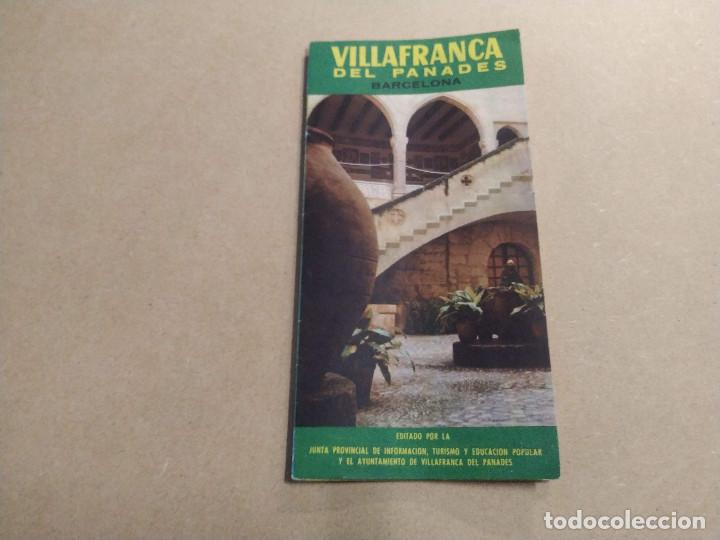 VILLAFRANCA
DEL PANADES
BARCELONA
EDITADO POR LA
JUNTA PROVINCIAL DE INFORMACION, TURISMO Y EDUCACION POPULAR
Y EL AYUNTAMIENTO DE VILLAFRANCA DEL PANADES
todocoleccion.net